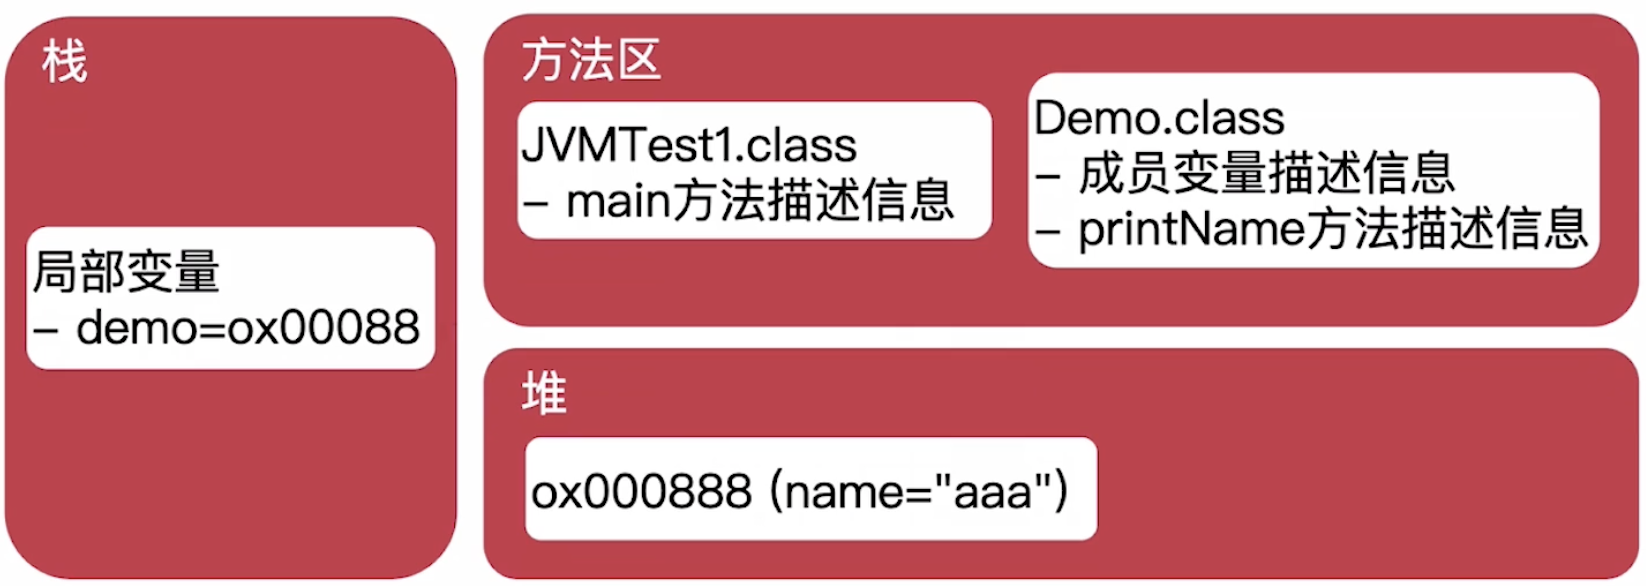 栈
局部变量
- demo=ox00088
方法区
JVMTest1.class
- main方法描述信息
Demo.class
- 成员变量描述信息
- printName方法描述信息
堆
ox000888 (name="aaa")